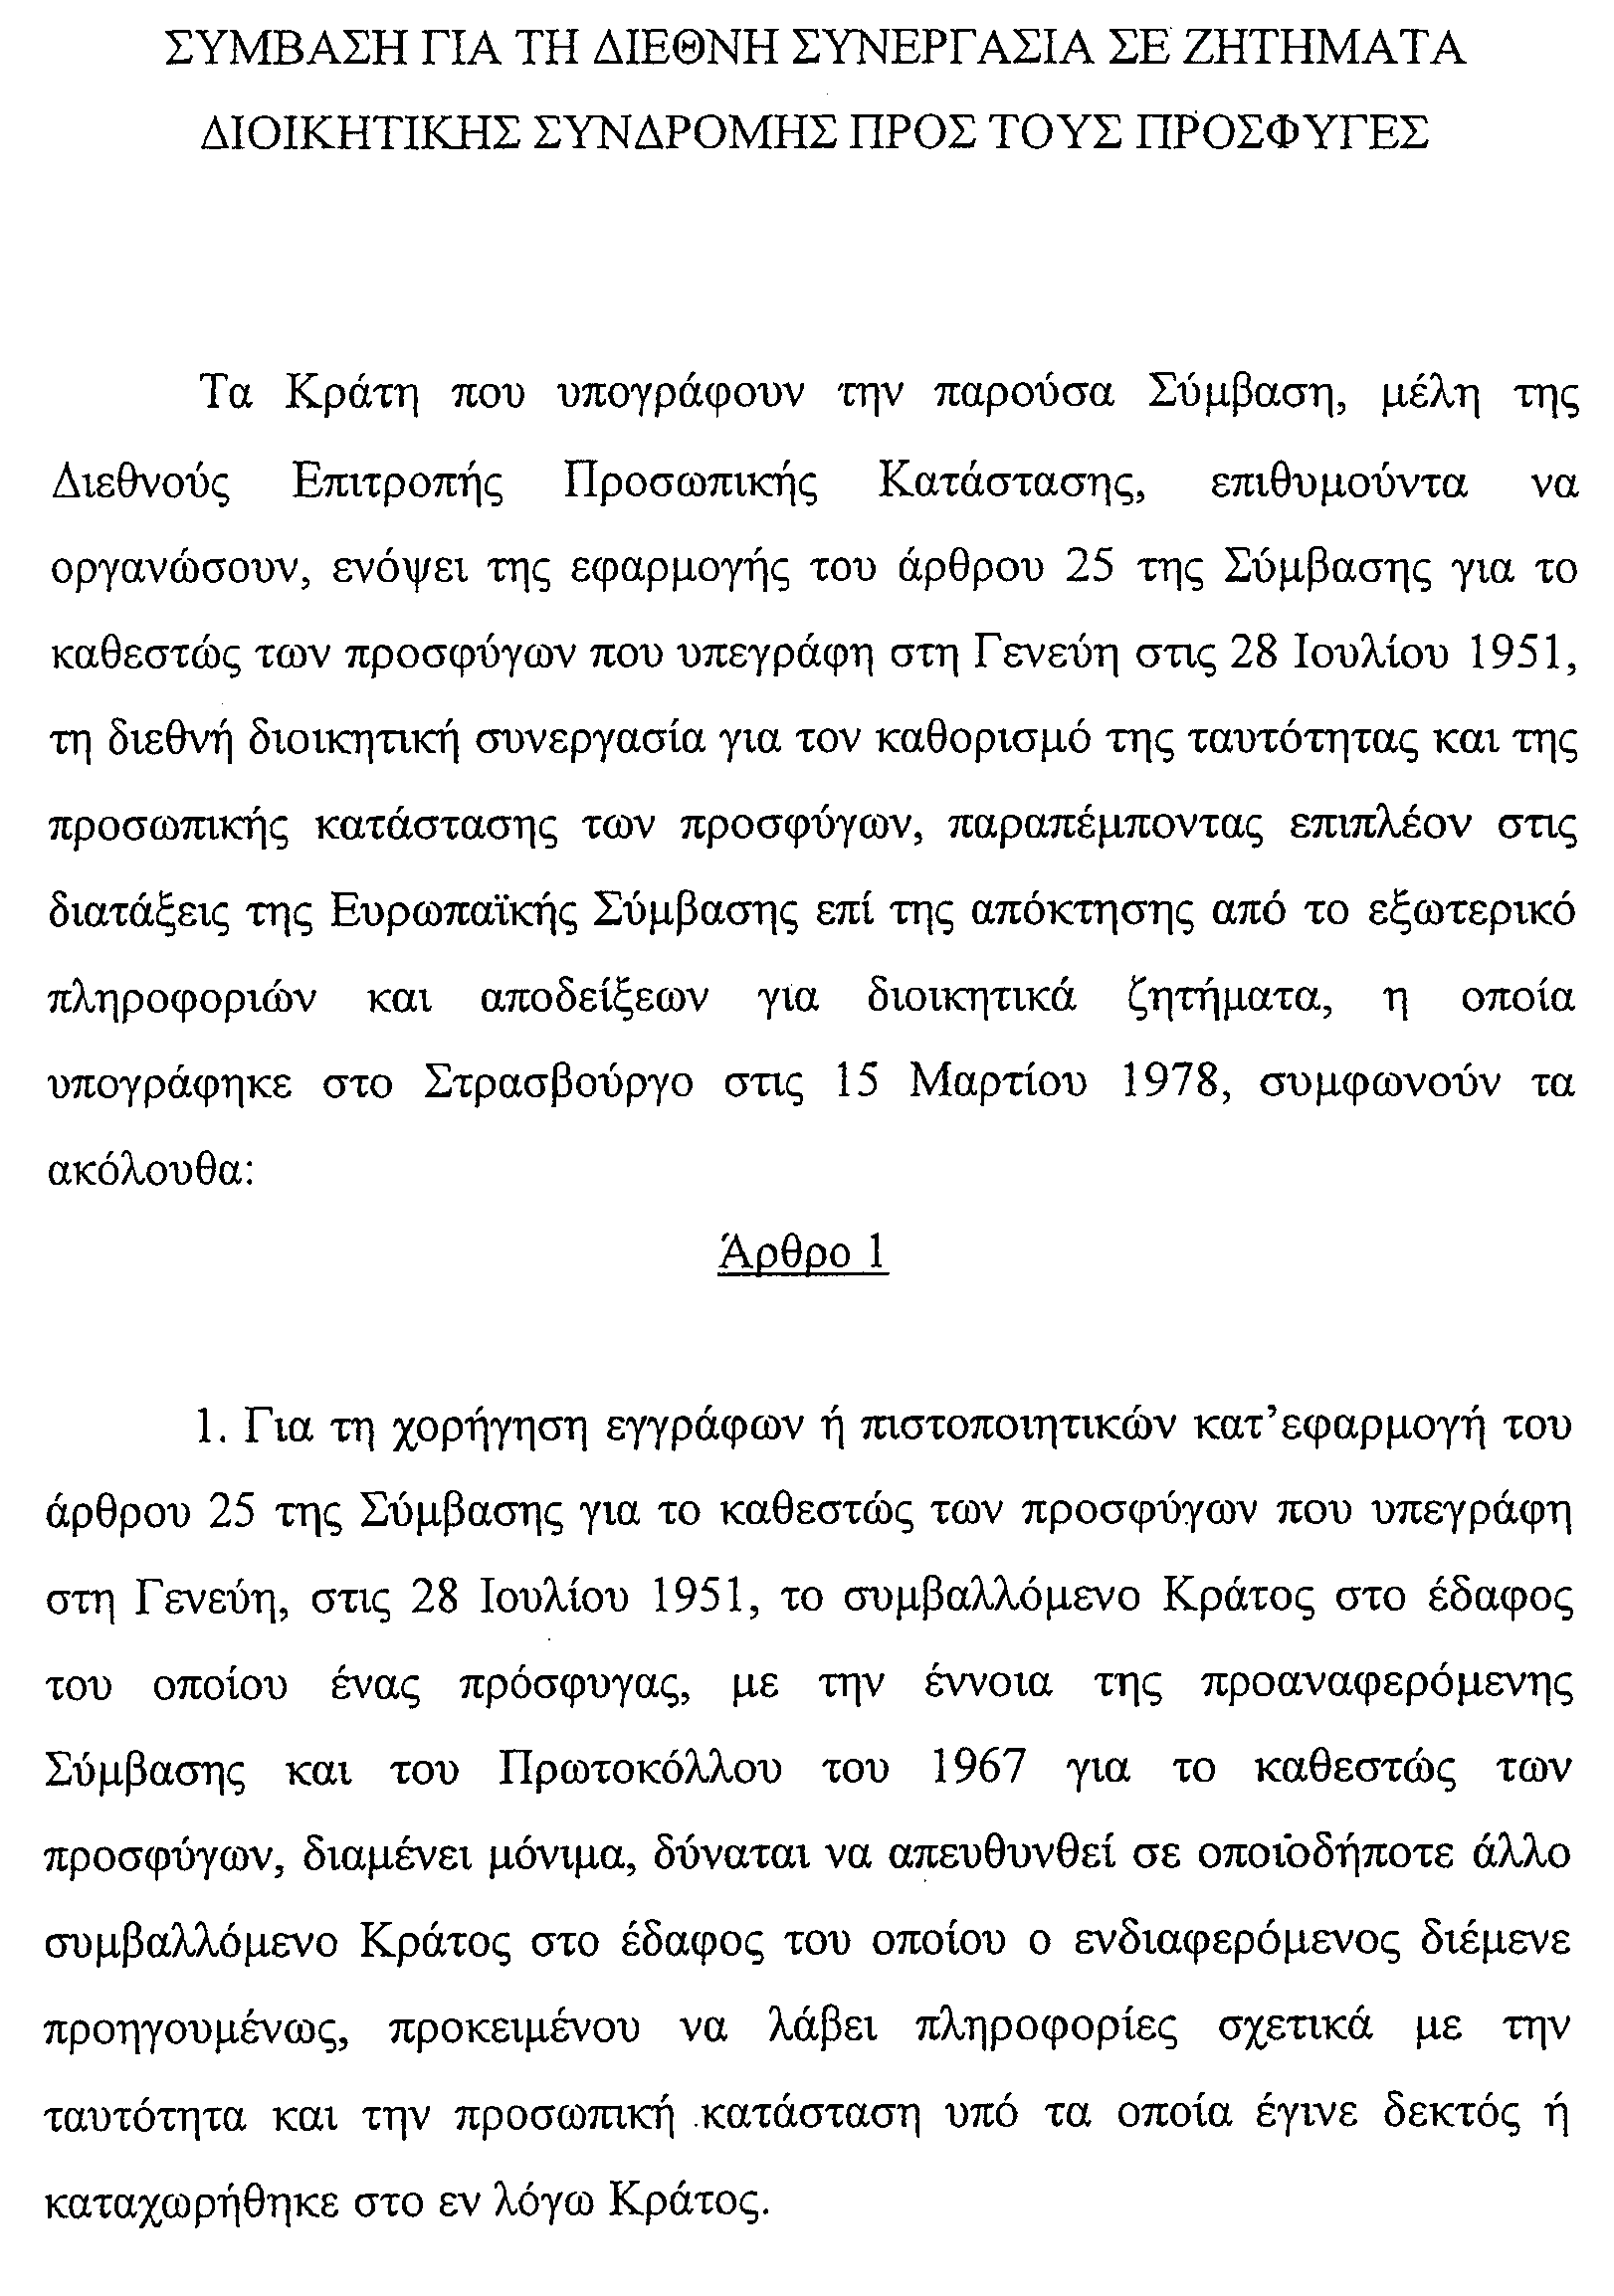 ΣΥΜΒΑΣΗ ΓΙΑ ΤΗ ΔΙΕΘΝΗ ΣΥΝΕΡΓΑΣΙΑ ΣΕ ΖΗΤΗΜΑΤΑ
ΔΙΟΙΚΗΤΙΚΗΣ ΣΥΝΔΡΟΜΗΣ ΠΡΟΣ ΤΟΥΣ ΠΡΟΣΦΥΓΕΣ
Τα Κράτη που υπογράφουν την παρούσα Σύμβαση, μέλη της
Διεθνούς Επιτροπής Προσωπικής Κατάστασης, επιθυμούντα να
οργανώσουν, ενόψει της εφαρμογής του άρθρου 25 της Σύμβασης για το
καθεστώς των προσφύγων που υπεγράφη στη Γενεύη στις 28 Ιουλίου 1951,
τη διεθνή διοικητική συνεργασία για τον καθορισμό της ταυτότητας και της
προσωπικής κατάστασης των προσφύγων, παραπέμποντας επιπλέον στις
διατάξεις της Ευρωπαϊκής Σύμβασης επί της απόκτησης από το εξωτερικό
πληροφοριών και αποδείξεων για διοικητικά ζητήματα, η οποία
υπογράφηκε στο Στρασβούργο στις 15 Μαρτίου 1978, συμφωνούν τα
ακόλουθα:
Άρθρο 1
1. Για τη χορήγηση εγγράφων ή πιστοποιητικών κατ’εφαρμογή του
άρθρου 25 της Σύμβασης για το καθεστώς των προσφύγων που υπεγράφη
στη Γενεύη, στις 28 Ιουλίου 1951, το συμβαλλόμενο Κράτος στο έδαφος
του οποίου ένας πρόσφυγας, με την έννοια της προαναφερόμενης
Σύμβασης και του Πρωτοκόλλου του 1967 για το καθεστώς των
προσφύγων, διαμένει μόνιμα, δύναται να απευθυνθεί σε οποιοδήποτε άλλο
συμβαλλόμενο Κράτος στο έδαφος του οποίου ο ενδιαφερόμενος διέμενε
προηγουμένως, προκειμένου να λάβει πληροφορίες σχετικά με την
ταυτότητα και την προσωπική κατάσταση υπό τα οποία έγινε δεκτός ή
καταχωρήθηκε στο εν λόγω Κράτος.